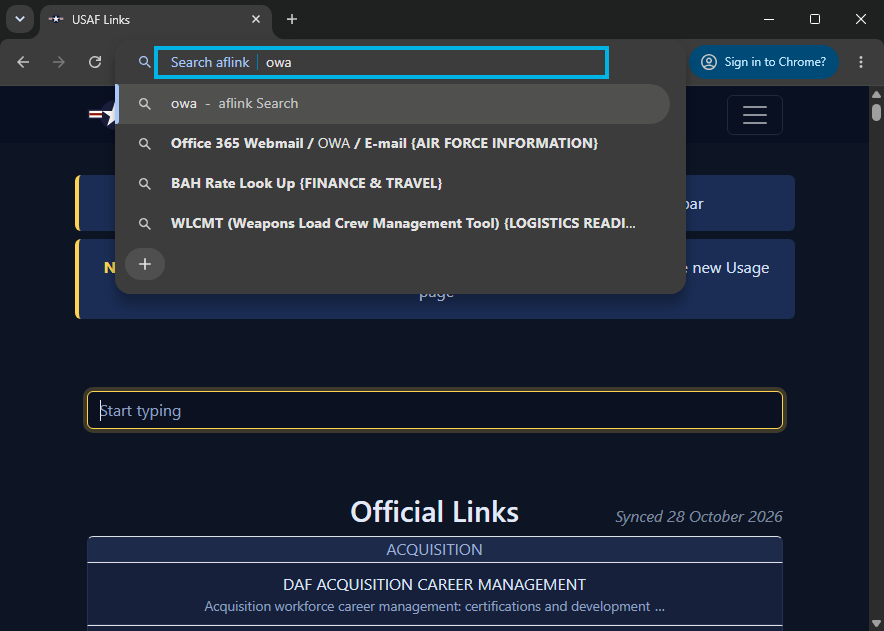 USAF Links
Search aflink owa
Sign in to Chrome?
owa - aflink Search
Office 365 Webmail / OWA / E-mail {AIR FORCE INFORMATION}
BAH Rate Look Up {FINANCE & TRAVEL}
WLCMT (Weapons Load Crew Management Tool) {LOGISTICS READI...
new Usage
page
Start typing
Official Links
Synced 28 October 2026
ACQUISITION
DAF ACQUISITION CAREER MANAGEMENT
Acquisition workforce career management: certifications and development ...